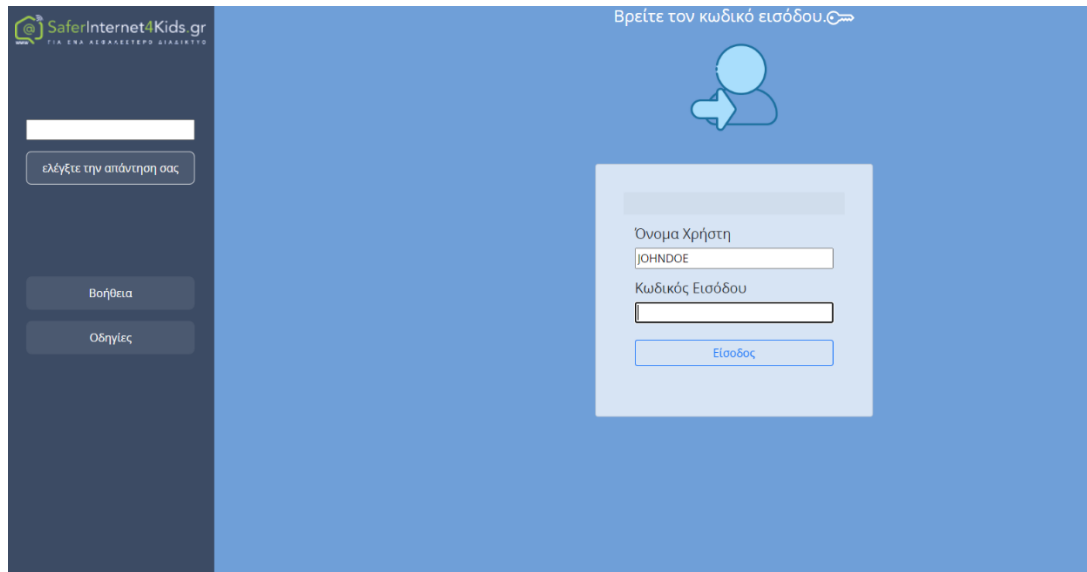 SaferInternet4Kids.gr
ΓΙΑ ΕΝΑ ΑΣΦΑΛΕΣΤΕΡΟ ΔΙΑΔΙΚΤΥΟ
ελέγξτε την απάντηση σας
Βοήθεια
Οδηγίες
Βρείτε τον κωδικό εισόδου.
Όνομα Χρήστη
JOHNDOE
Κωδικός Εισόδου
Είσοδος